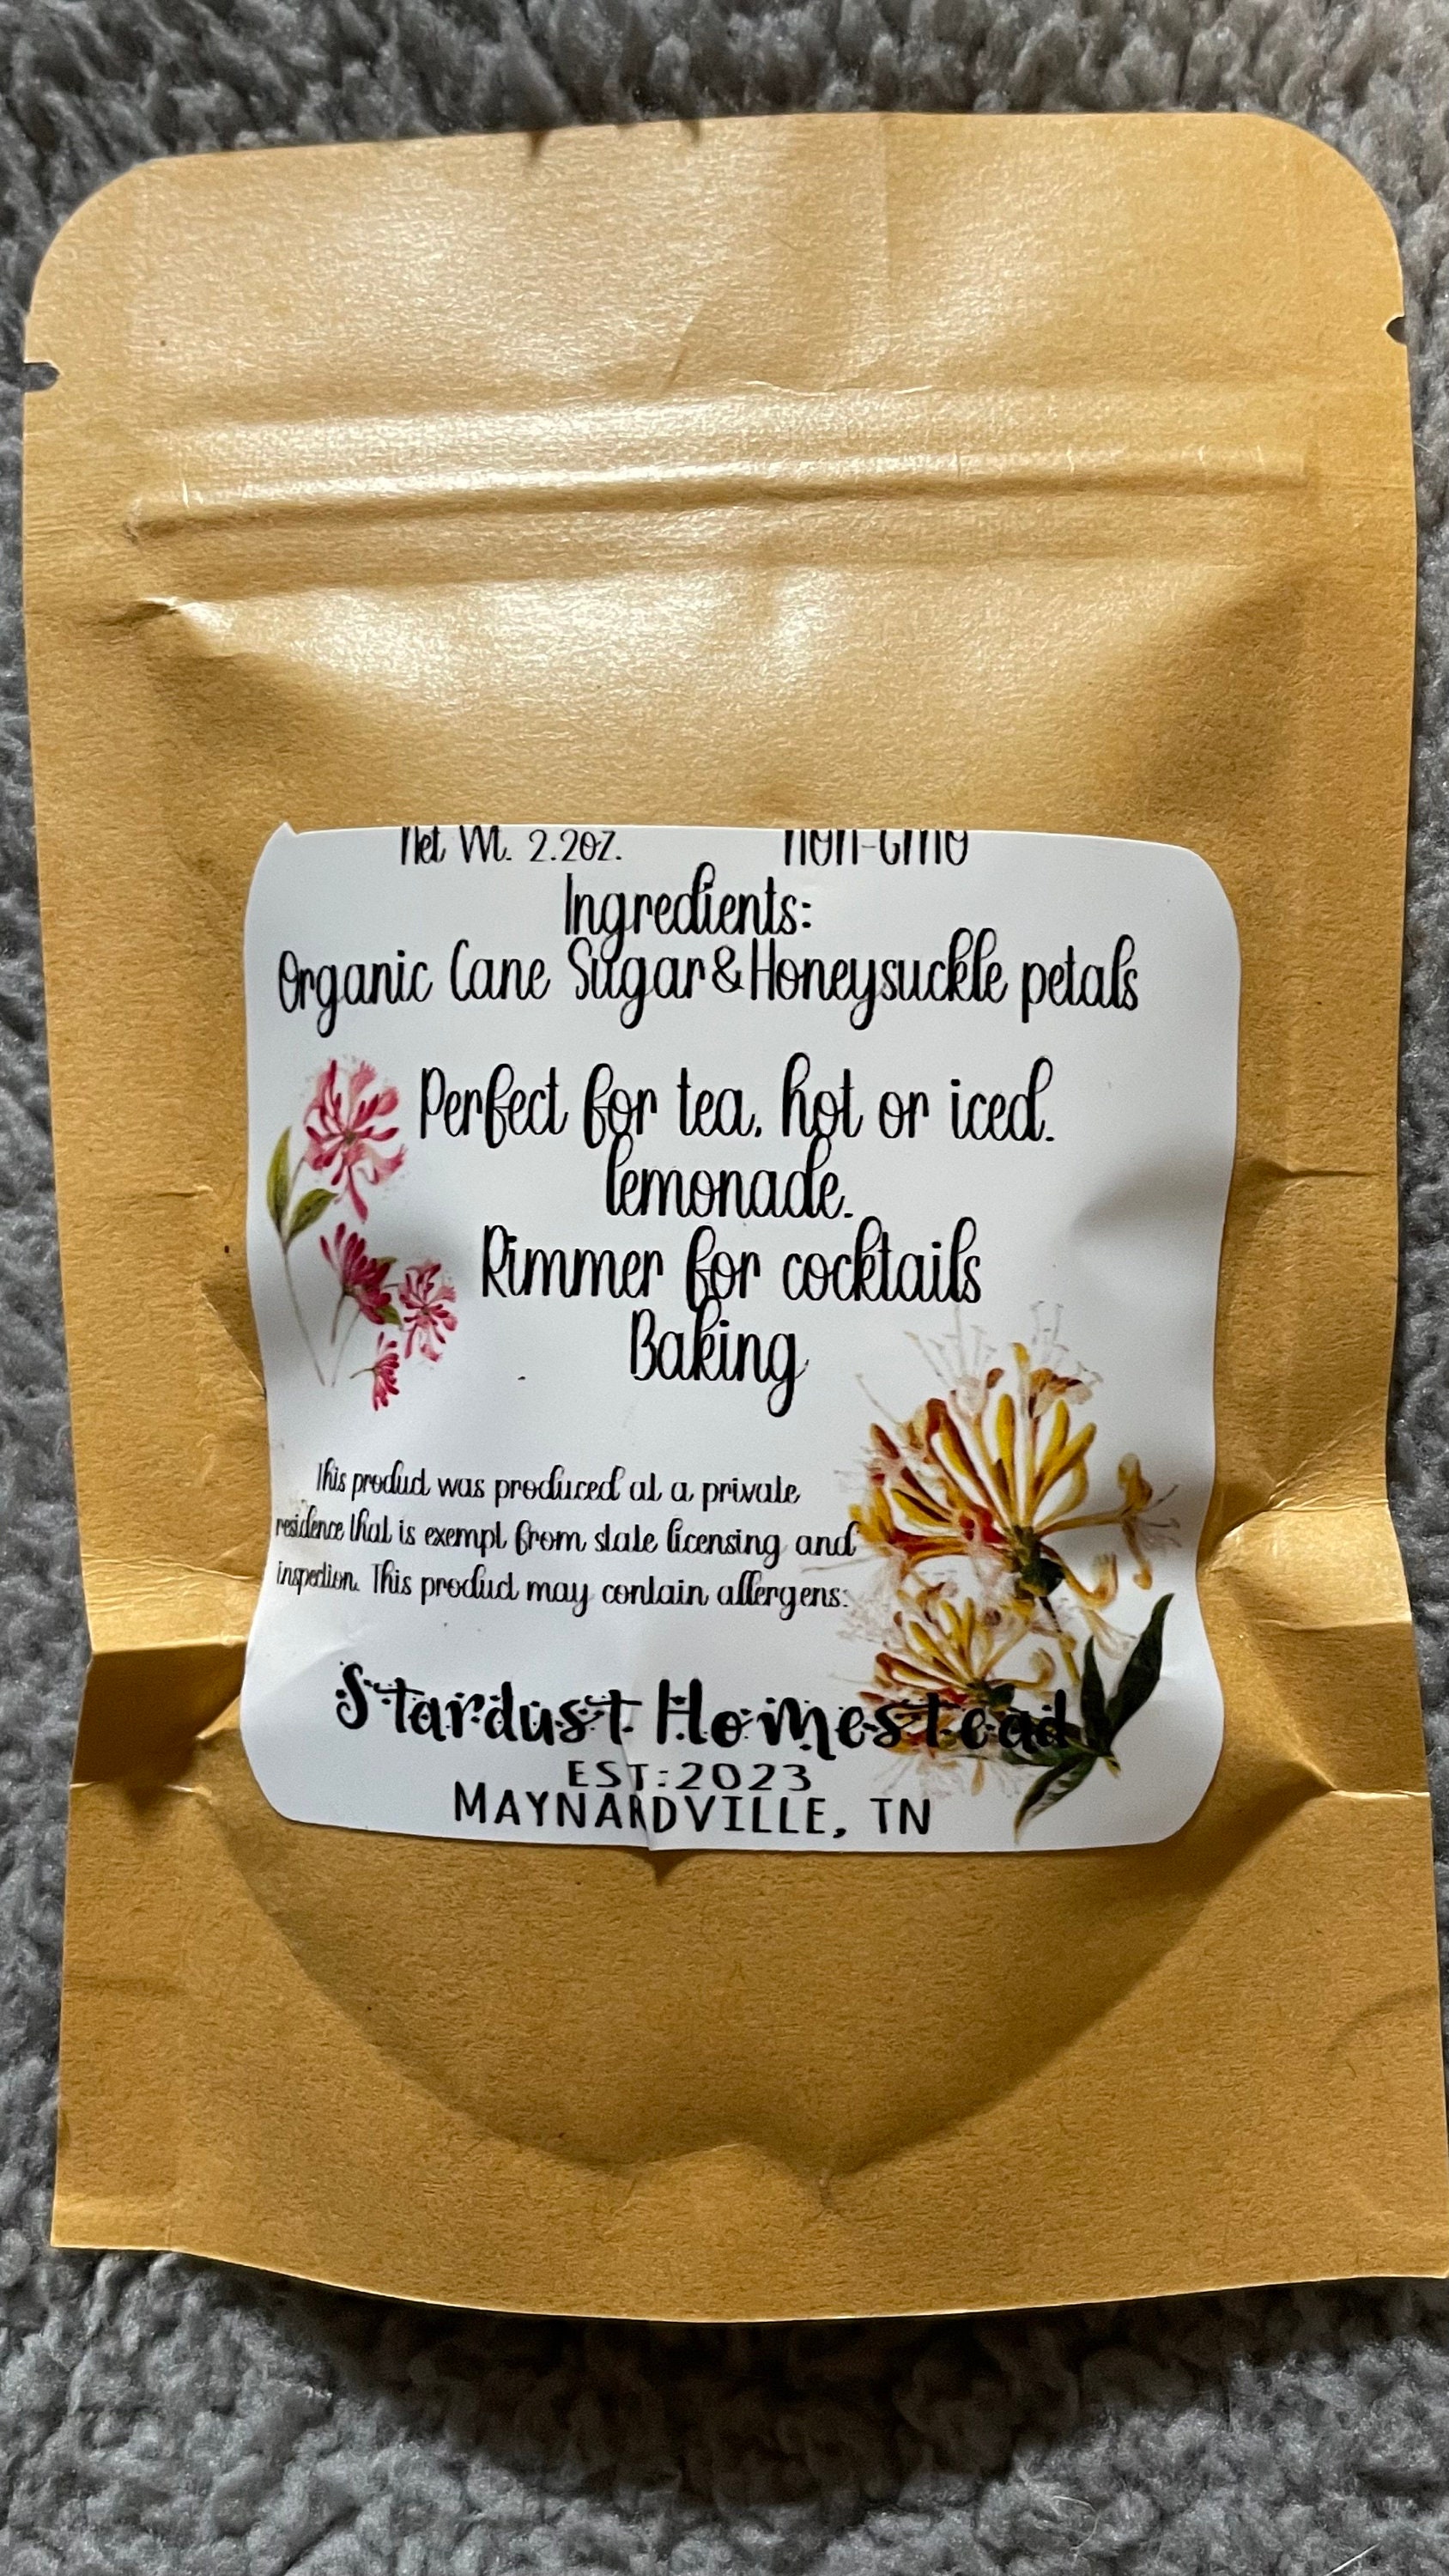 Net Wt. 2.2oz. Non-GMO
Ingredients:
Organic Cane Sugar&Honeysuckle petals
Perfect for tea, hot or iced.
lemonade.
Rimmer for cocktails
Baking
This product was produced at a private
residence that is exempt from state licensing and
inspection. This product may contain allergens.
Stardust Homestead
EST:2023
MAYNARDVILLE, TN